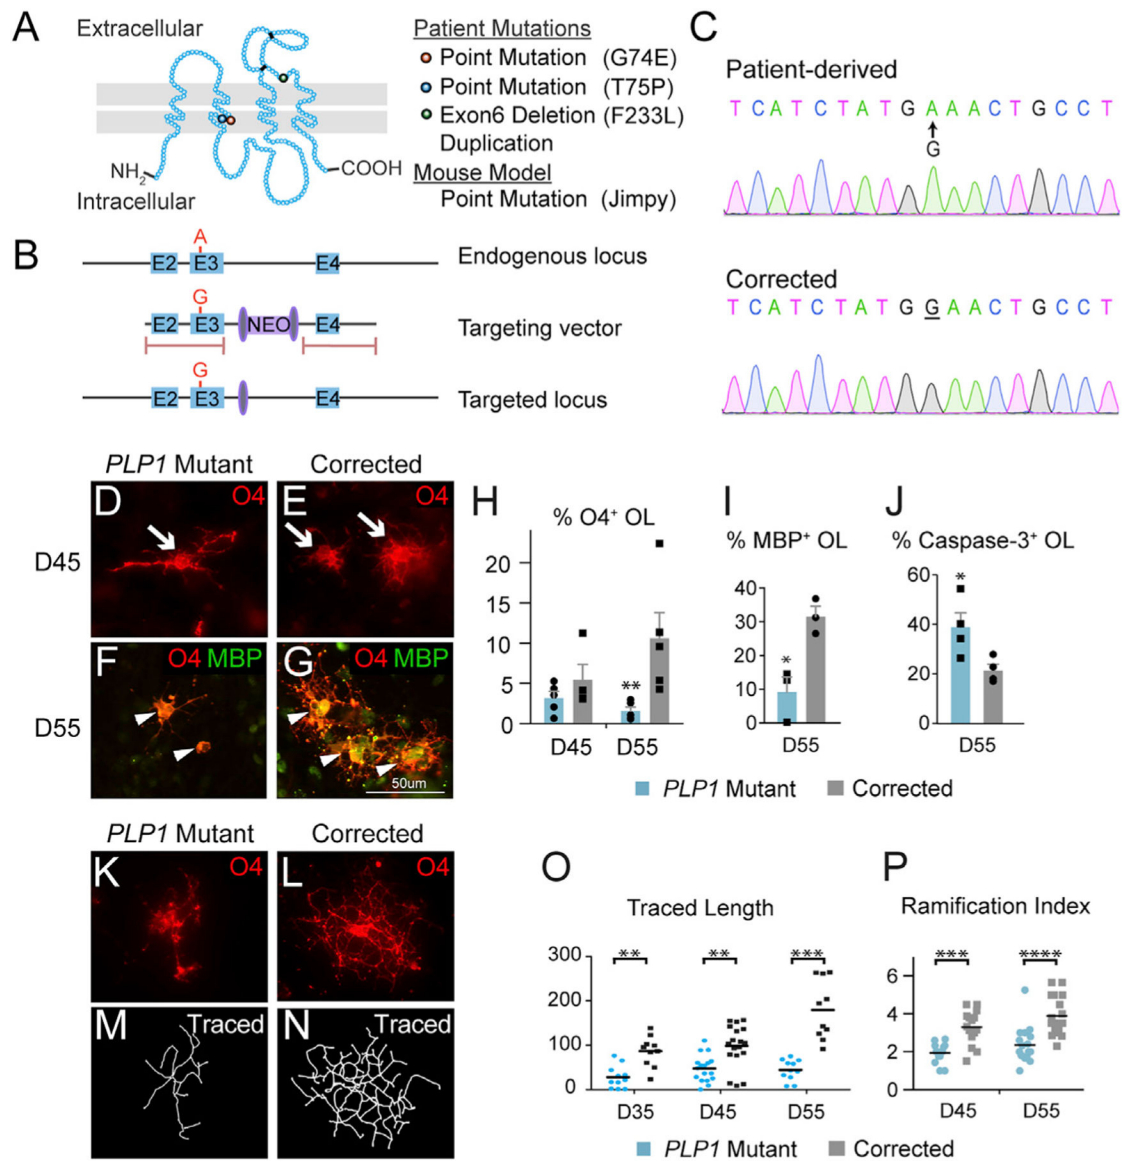 A
Extracellular
NH2
Intracellular
COOH
Patient Mutations
Point Mutation (G74E)
Point Mutation (T75P)
Exon6 Deletion (F233L)
Duplication
Mouse Model
Point Mutation (Jimpy)
B
A
E2 E3 E4 Endogenous locus
G
E2 E3 NEO E4 Targeting vector
G
E2 E3 E4 Targeted locus
C
Patient-derived
T C A T C T A T G A A A C T G C C T
G
Corrected
T C A T C T A T G G A A C T G C C T
PLP1 Mutant Corrected
D O4 E O4
D45
F O4 MBP G O4 MBP
D55
50um
H
% O4+ OL
20
15
10
5
0
**
D45 D55
I
% MBP+ OL
40
30
20
10
0
*
D55
J
% Caspase-3+ OL
60
40
20
0
*
D55
PLP1 Mutant Corrected
PLP1 Mutant Corrected
K O4 L O4
M Traced N Traced
O
Traced Length
300
200
100
0
** ** ***
D35 D45 D55
P
Ramification Index
6
4
2
0
*** ****
D45 D55
PLP1 Mutant Corrected